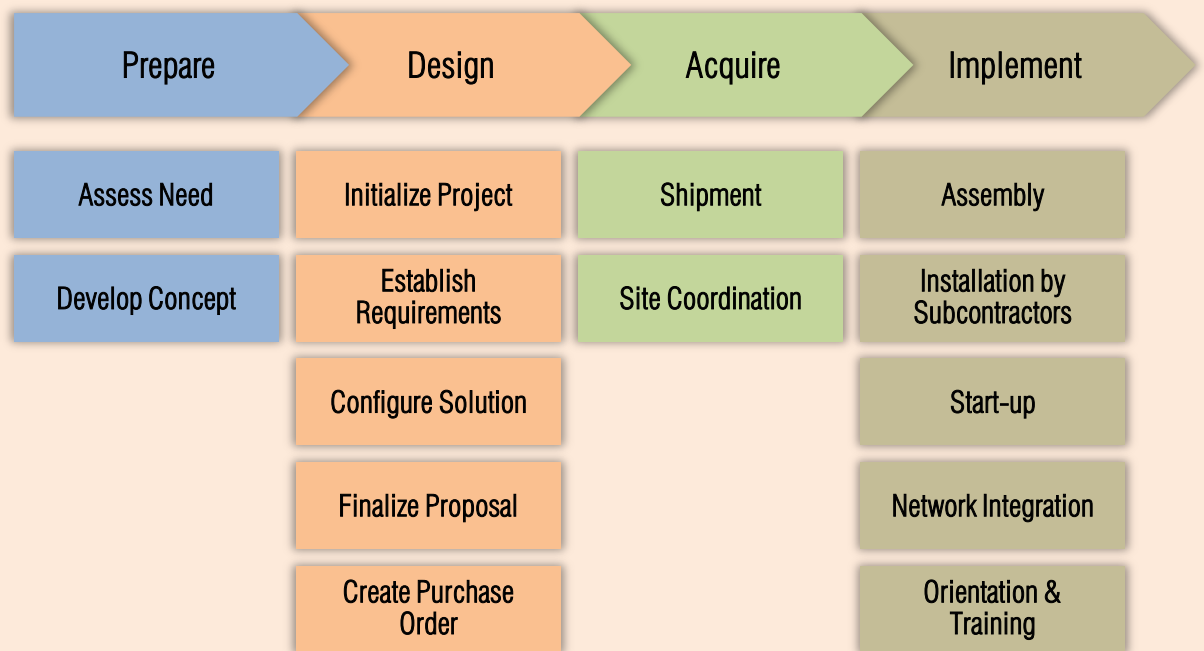 Prepare
Design
Acquire
Implement
Assess Need
Initialize Project
Shipment
Assembly
Develop Concept
Establish
Requirements
Site Coordination
Installation by
Subcontractors
Configure Solution
Start-up
Finalize Proposal
Network Integration
Create Purchase
Order
Orientation &
Training